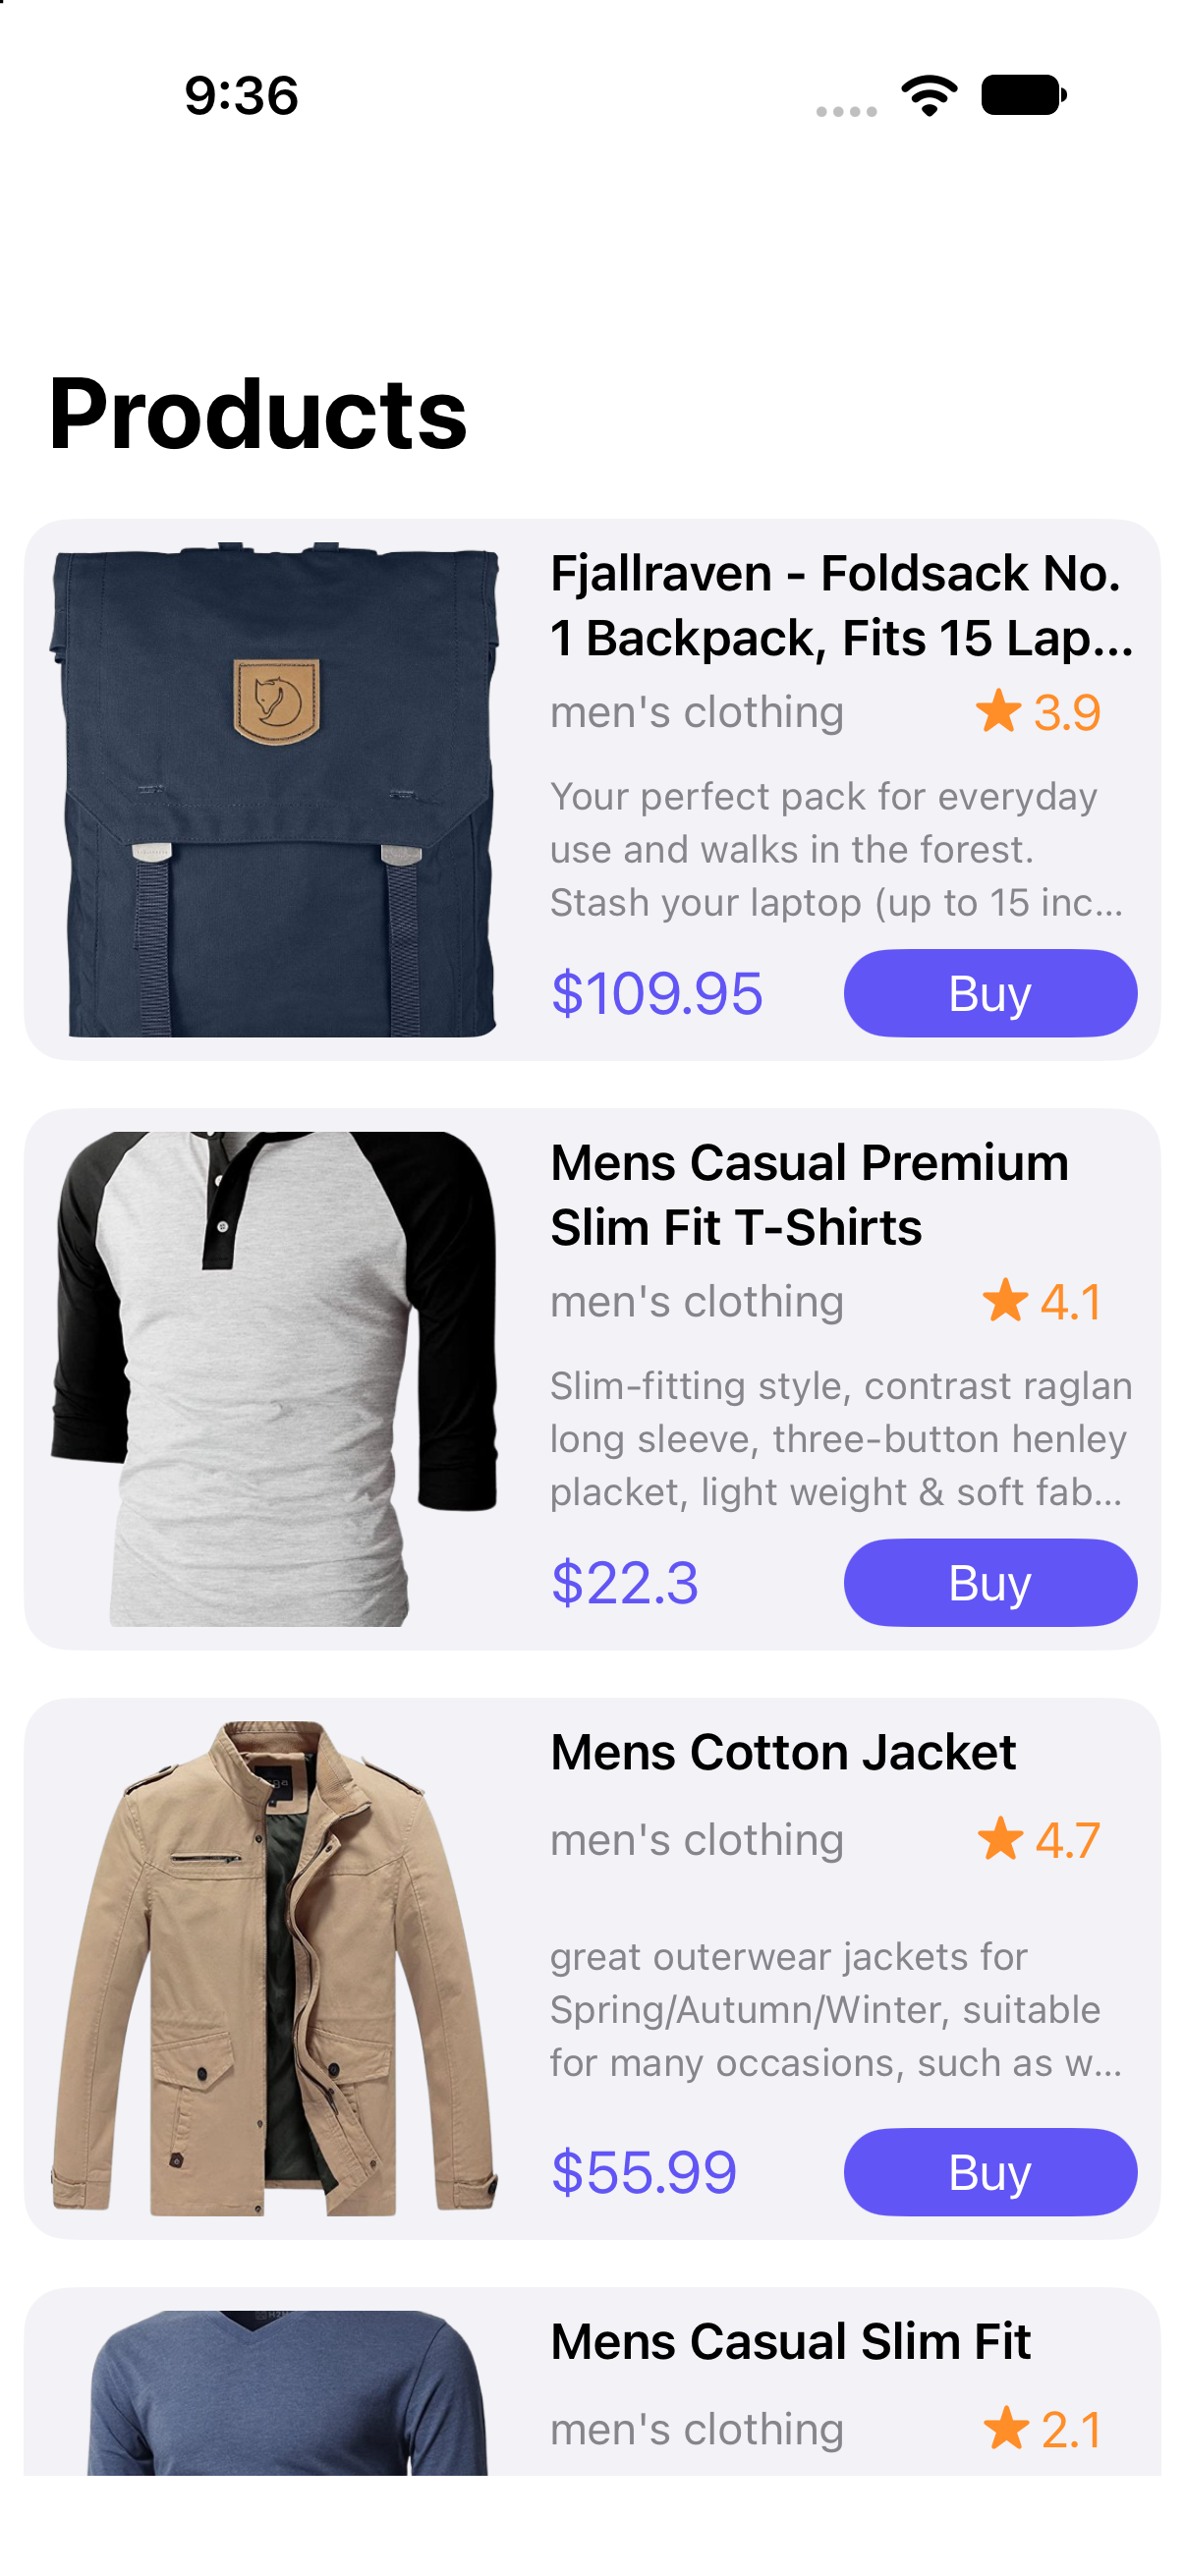 9:36
Products
Fjallraven - Foldsack No.
1 Backpack, Fits 15 Lap...
men's clothing
3.9
Your perfect pack for everyday
use and walks in the forest.
Stash your laptop (up to 15 inc...
$109.95
Buy
Mens Casual Premium
Slim Fit T-Shirts
men's clothing
4.1
Slim-fitting style, contrast raglan
long sleeve, three-button henley
placket, light weight & soft fab...
$22.3
Buy
Mens Cotton Jacket
men's clothing
4.7
great outerwear jackets for
Spring/Autumn/Winter, suitable
for many occasions, such as w...
$55.99
Buy
Mens Casual Slim Fit
men's clothing
2.1